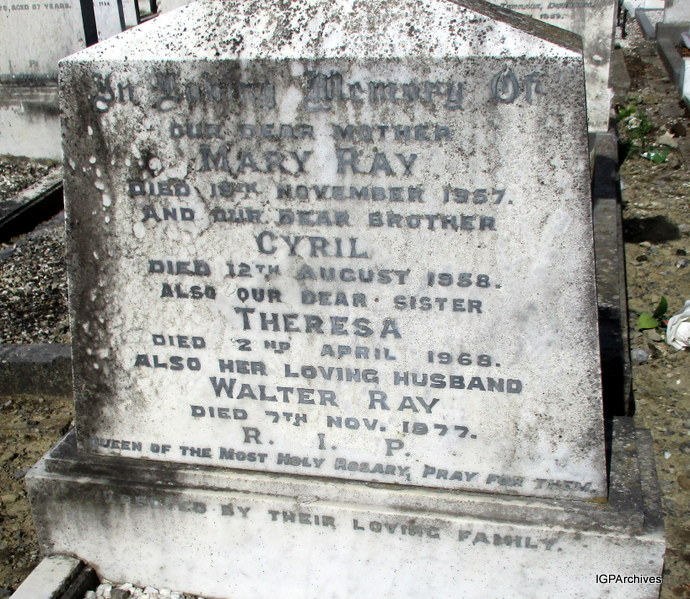 In Loving Memory Of
OUR DEAR MOTHER
MARY RAY
DIED 19TH NOVEMBER 1957.
AND OUR DEAR BROTHER
CYRIL
DIED 12TH AUGUST 1958.
ALSO OUR DEAR SISTER
THERESA
DIED 2ND APRIL 1968.
ALSO HER LOVING HUSBAND
WALTER RAY
DIED 7TH NOV. 1977.
R. I. P.
QUEEN OF THE MOST HOLY ROSARY, PRAY FOR THEM.
ERECTED BY THEIR LOVING FAMILY.
IGPArchives